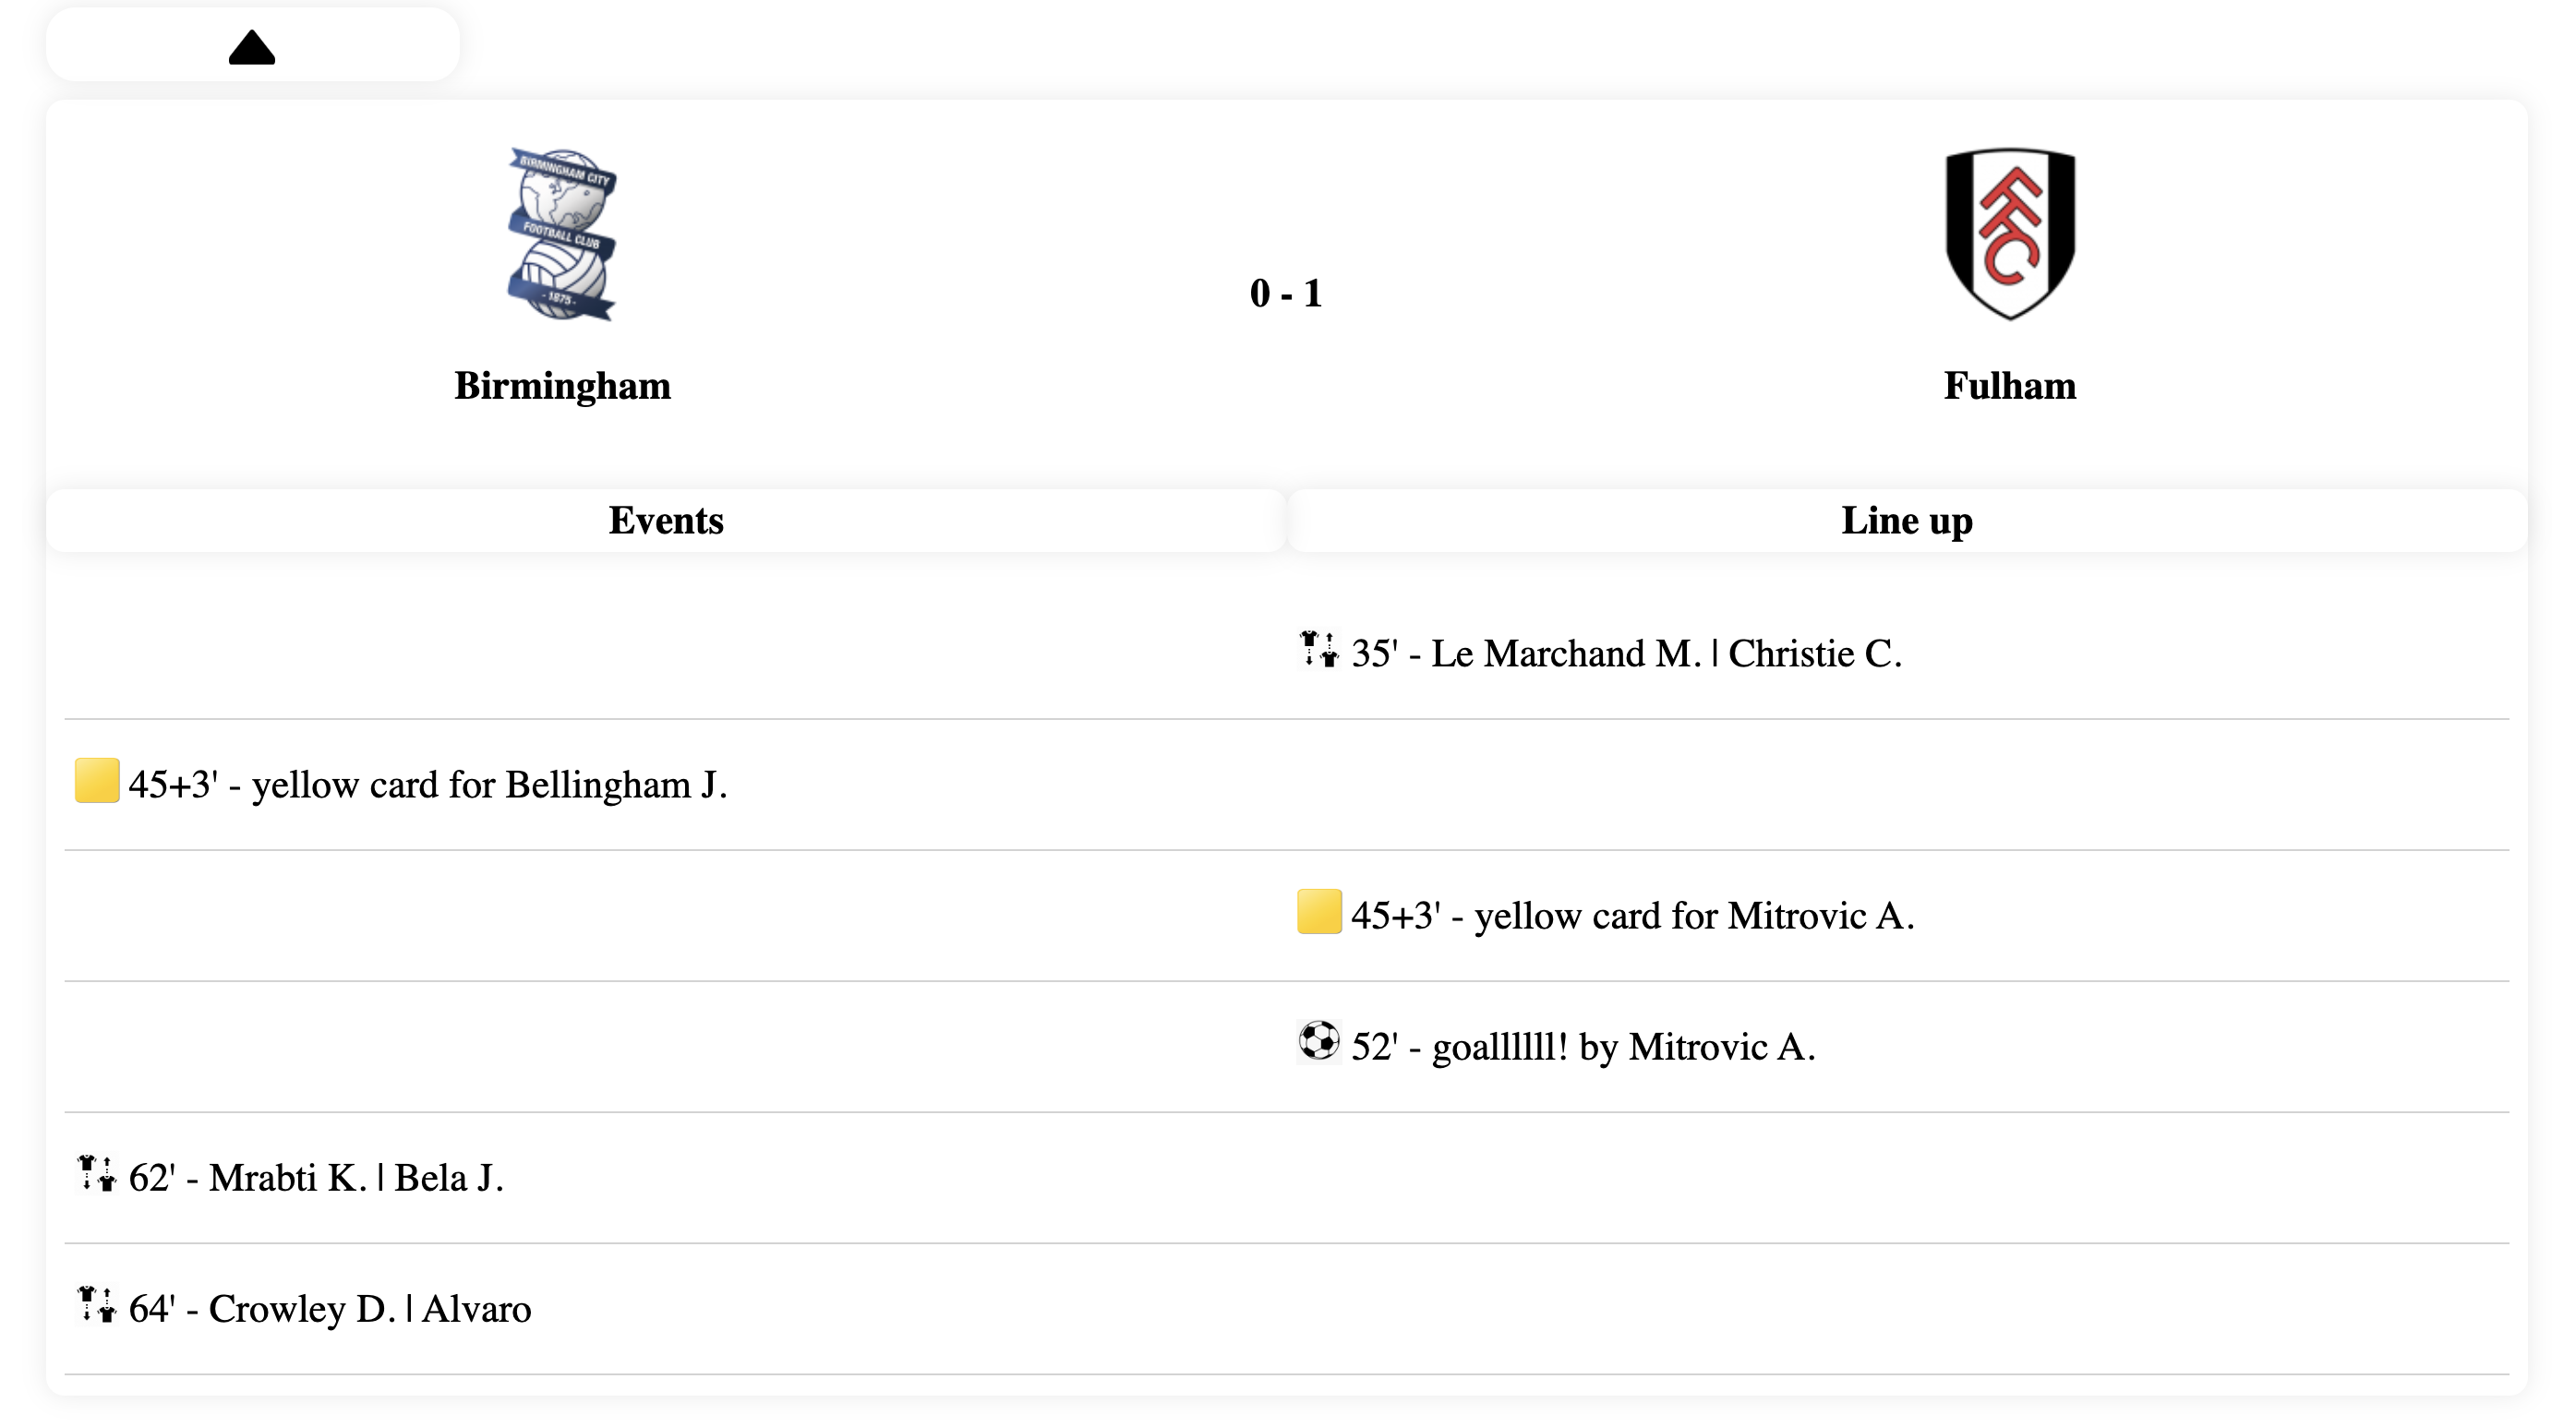 BIRMINGHAM CITY
FOOTBALL CLUB
- 1875 -
FFC
0 - 1
Birmingham
Fulham
Events
Line up
35' - Le Marchand M. | Christie C.
45+3' - yellow card for Bellingham J.
45+3' - yellow card for Mitrovic A.
52' - goalllllll! by Mitrovic A.
62' - Mrabti K. | Bela J.
64' - Crowley D. | Alvaro